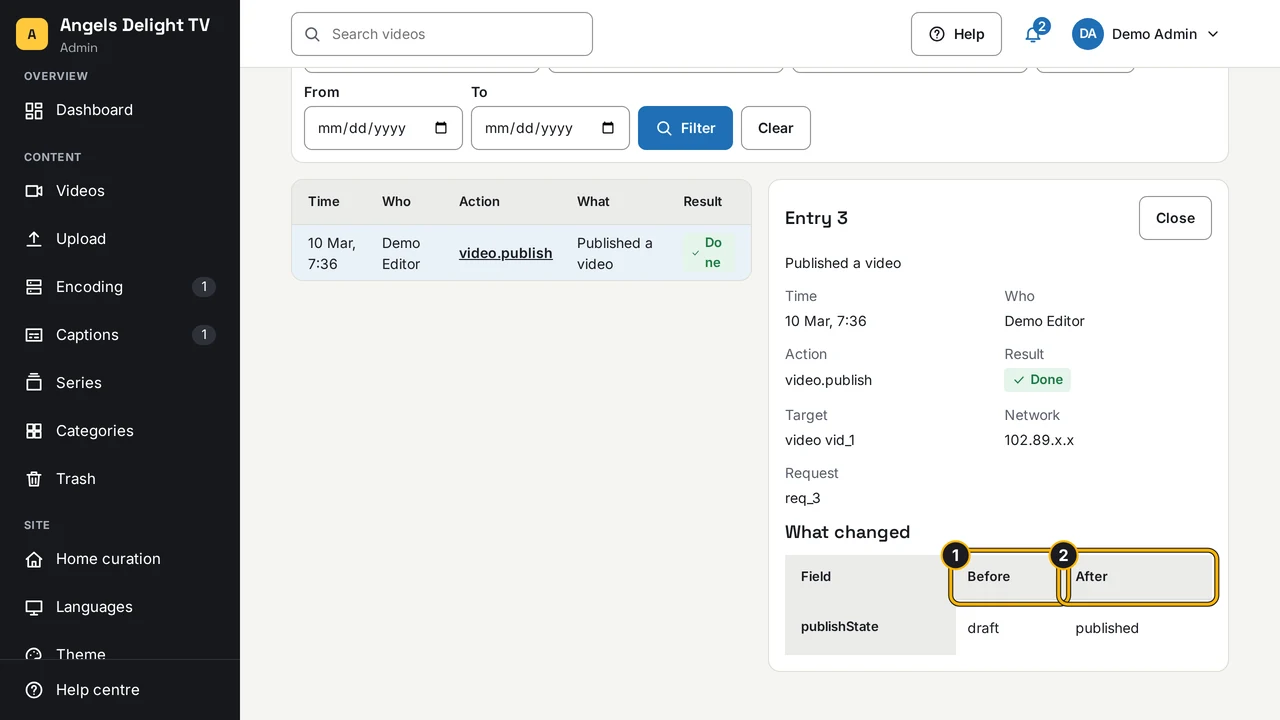 A
Angels Delight TV
Admin
OVERVIEW
Dashboard
CONTENT
Videos
Upload
Encoding 1
Captions 1
Series
Categories
Trash
SITE
Home curation
Languages
Theme
Help centre
Search videos
Help
2
DA
Demo Admin
From To
mm/dd/yyyy mm/dd/yyyy Filter Clear
Time Who Action What Result
10 Mar, Demo video.publish Published a Do
7:36 Editor video ne
Entry 3 Close
Published a video
Time Who
10 Mar, 7:36 Demo Editor
Action Result
video.publish Done
Target Network
video vid_1 102.89.x.x
Request
req_3
What changed
1 2
Field Before After
publishState draft published